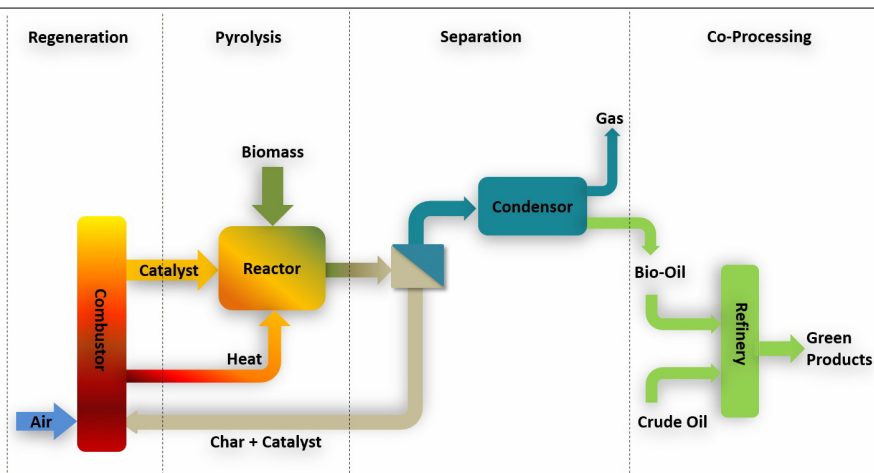 Regeneration
Pyrolysis
Separation
Co-Processing
Gas
Biomass
Condensor
Catalyst
Reactor
Bio-Oil
Combustor
Refinery
Green
Products
Heat
Air
Char + Catalyst
Crude Oil